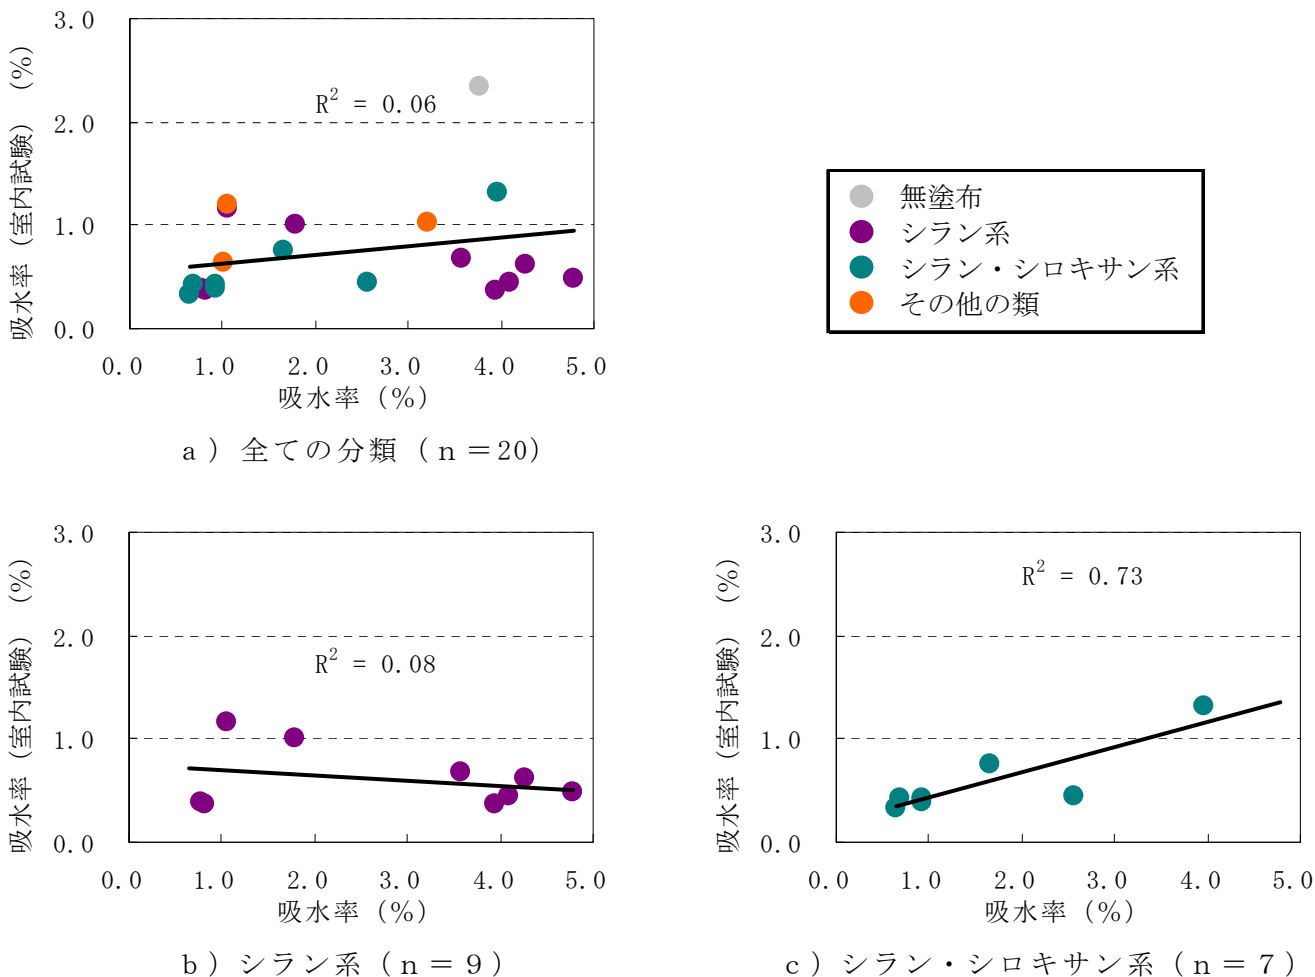 3.0
2.0
1.0
0.0
吸水率（室内試験）（%）
R² = 0.06
0.0 1.0 2.0 3.0 4.0 5.0
吸水率（%）
a）全ての分類（n＝20）
無塗布
シラン系
シラン・シロキサン系
その他の類
3.0
2.0
1.0
0.0
吸水率（室内試験）（%）
R² = 0.08
0.0 1.0 2.0 3.0 4.0 5.0
吸水率（%）
b）シラン系（n＝9）
3.0
2.0
1.0
0.0
吸水率（室内試験）（%）
R² = 0.73
0.0 1.0 2.0 3.0 4.0 5.0
吸水率（%）
c）シラン・シロキサン系（n＝7）